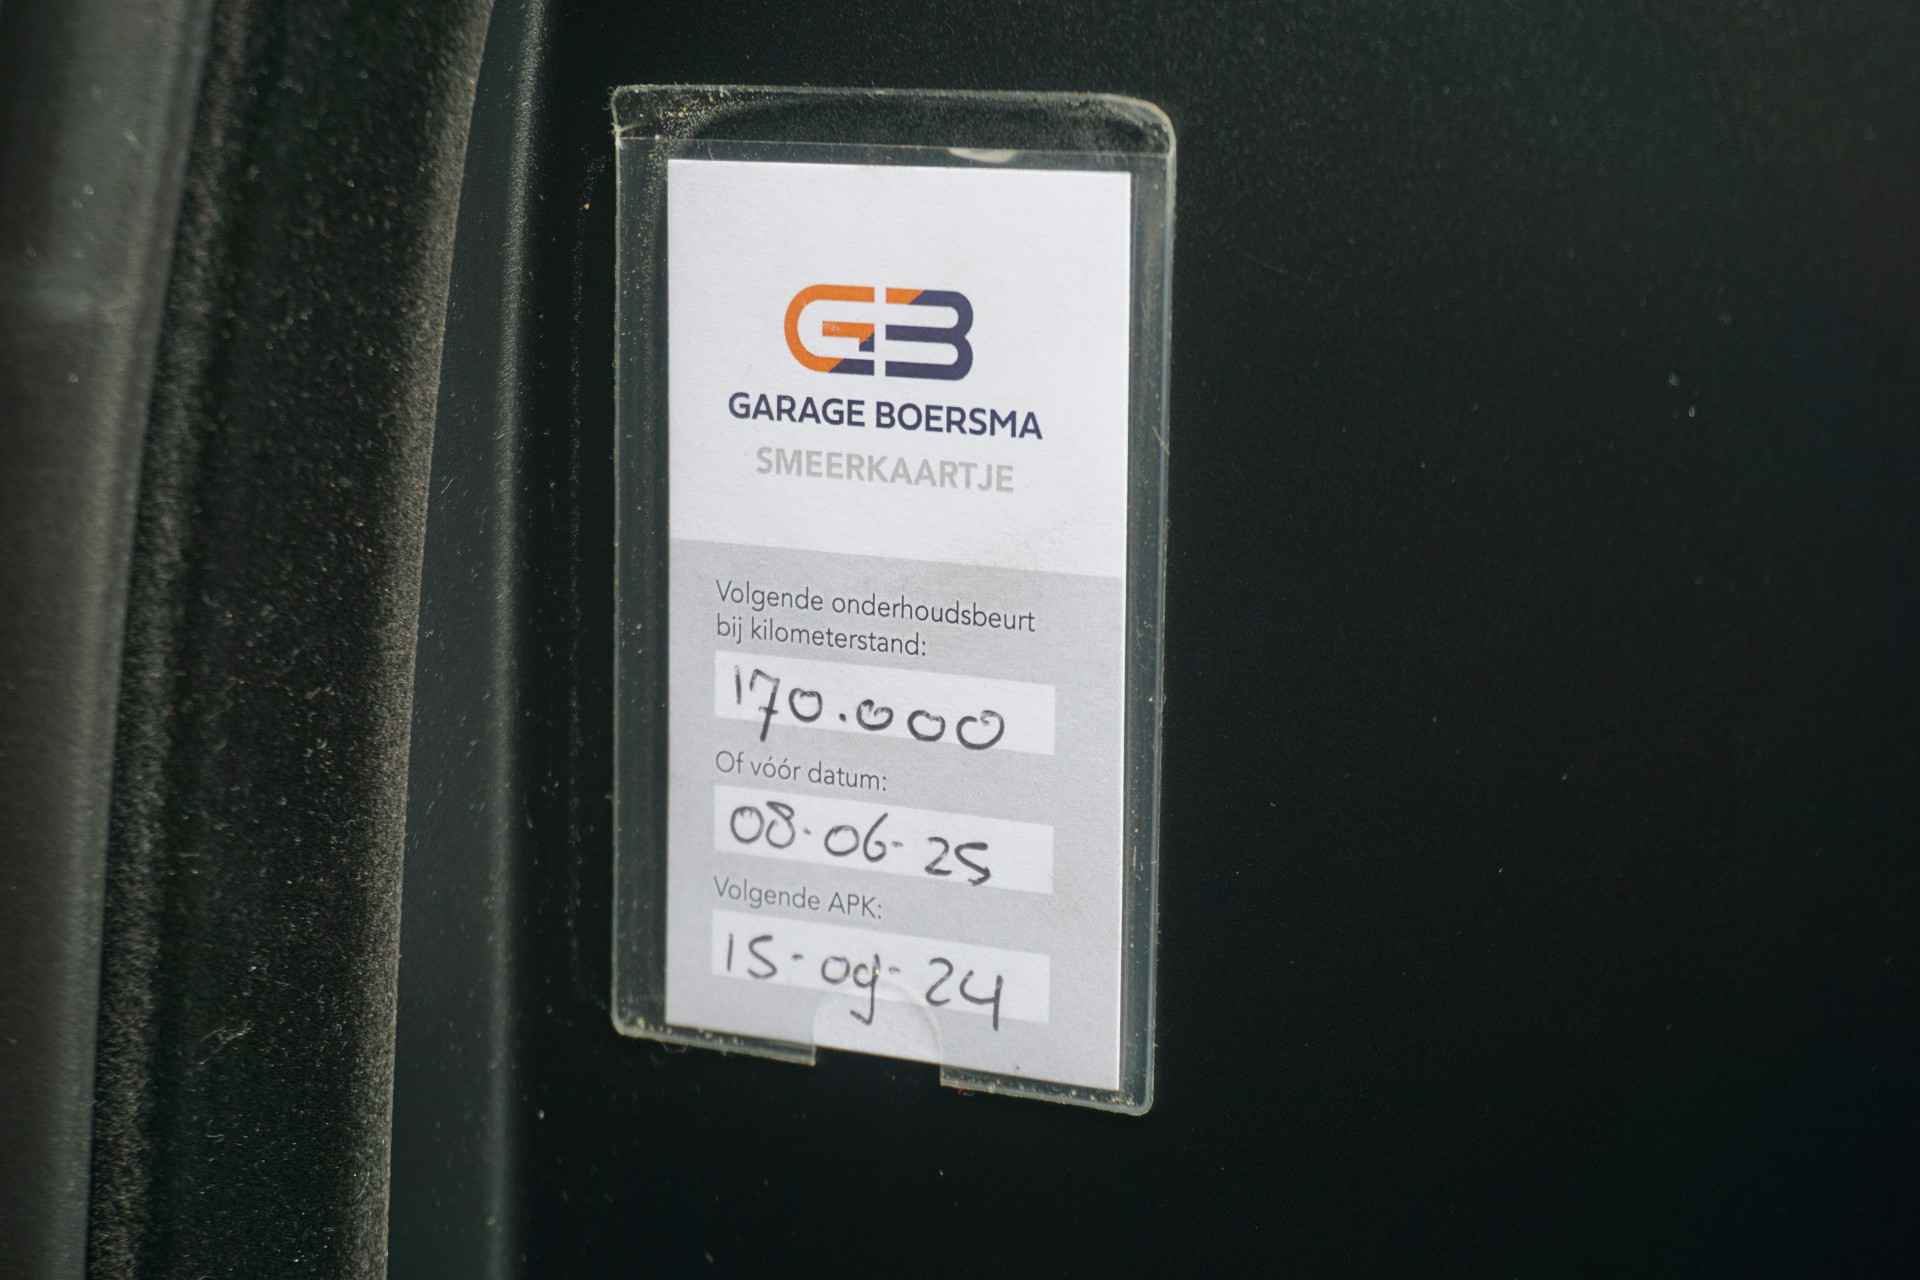 GB
GARAGE BOERSMA
SMEERKAARTJE
Volgende onderhoudsbeurt
bij kilometerstand:
170.000
Of vóór datum:
08-06-25
Volgende APK:
15-09-24